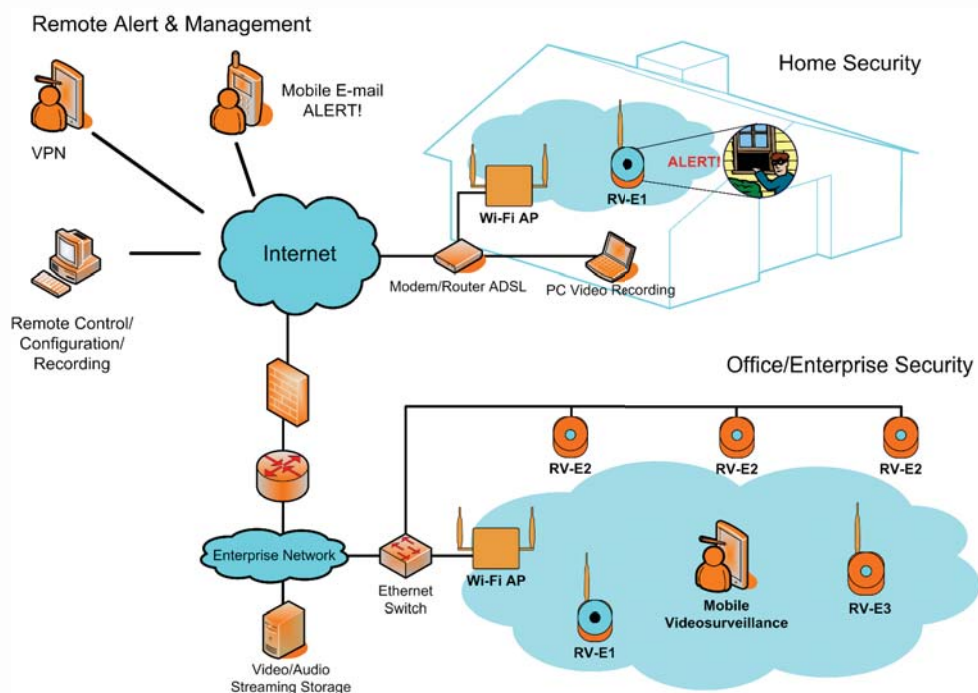 Remote Alert & Management
VPN
Mobile E-mail
ALERT!
Home Security
ALERT!
Wi-Fi AP
RV-E1
Internet
Modem/Router ADSL
PC Video Recording
Remote Control/
Configuration/
Recording
Office/Enterprise Security
RV-E2
RV-E2
RV-E2
Enterprise Network
Ethernet
Switch
Wi-Fi AP
RV-E1
Mobile
Videosurveillance
RV-E3
Video/Audio
Streaming Storage